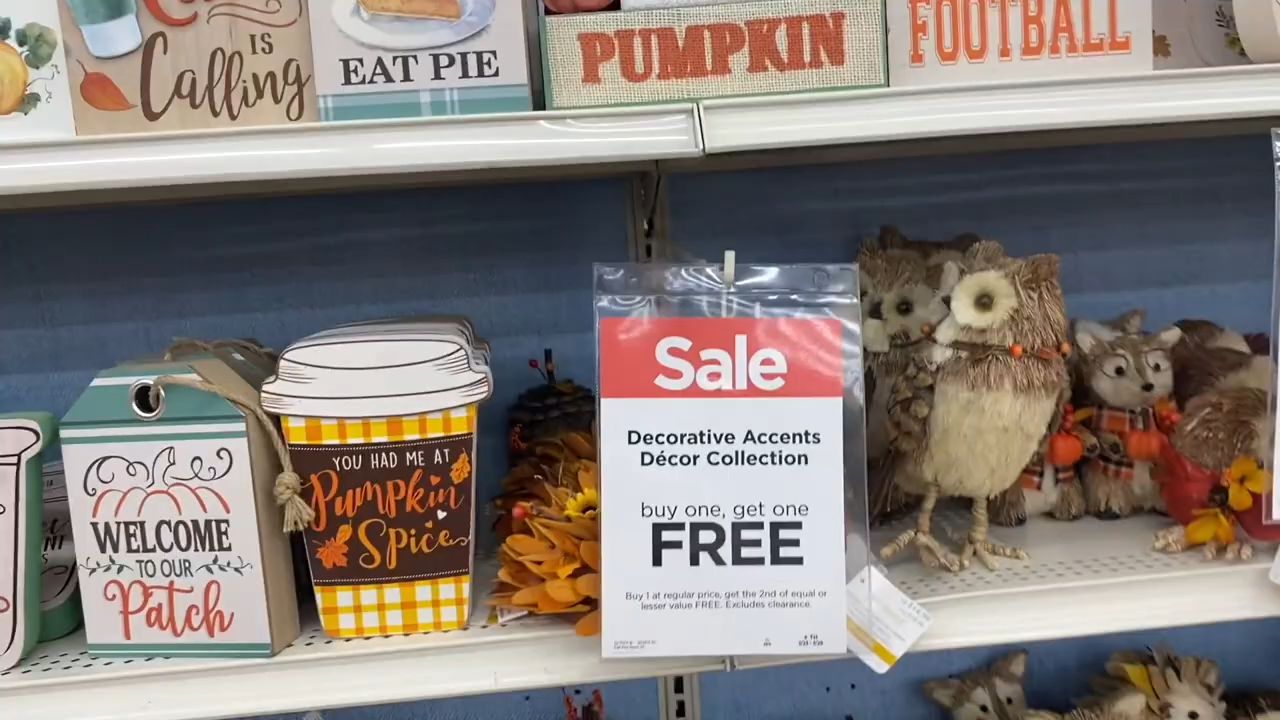 IS
Calling
EAT PIE
PUMPKIN
FOOTBALL
WELCOME
TO OUR
Patch
YOU HAD ME AT
Pumpkin
Spice
Sale
Decorative Accents
Décor Collection
buy one, get one
FREE
Buy 1 at regular price, get the 2nd of equal or
lesser value FREE. Excludes clearance.